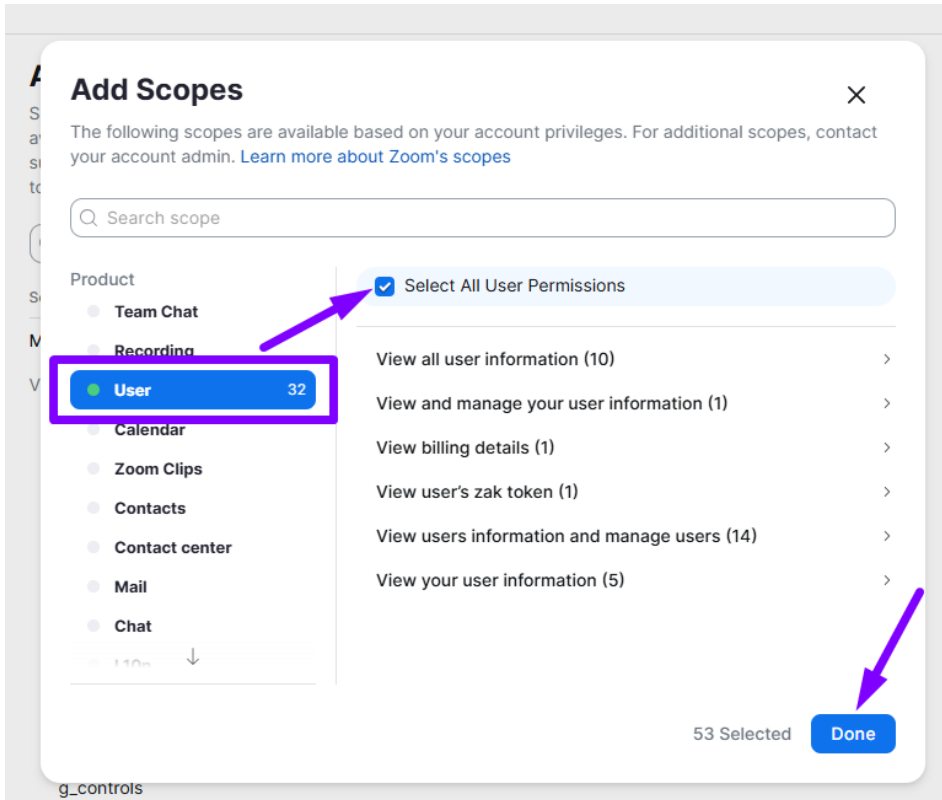 Add Scopes
The following scopes are available based on your account privileges. For additional scopes, contact
your account admin. Learn more about Zoom's scopes
Search scope
Product
Select All User Permissions
Team Chat
Recording
User 32
Calendar
Zoom Clips
Contacts
Contact center
Mail
Chat
L10n
View all user information (10)
View and manage your user information (1)
View billing details (1)
View user's zak token (1)
View users information and manage users (14)
View your user information (5)
53 Selected
Done
g_controls